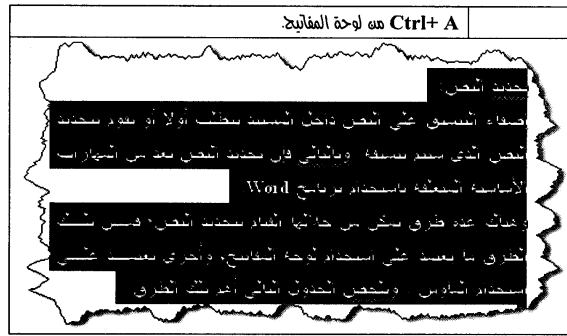 Ctrl+ A من لوحة المفاتيح.
تحديد النص:
إضفاء التنسيق على النص داخل المستند يتطلب أولا أن نقوم بتحديد
النص الذي سيتم تنسيقه وبالتالي فإن تحديد النص يعد من المهارات
الأساسية المتعلقة باستخدام برنامج Word
وهناك عدة طرق يمكن من خلالها القيام بتحديد النص، فمن تلك
الطرق ما يعتمد على استخدام لوحة المفاتيح، وأخرى يعتمد على
استخدام الماوس. ويلخص الجدول التالي أهم تلك الطرق